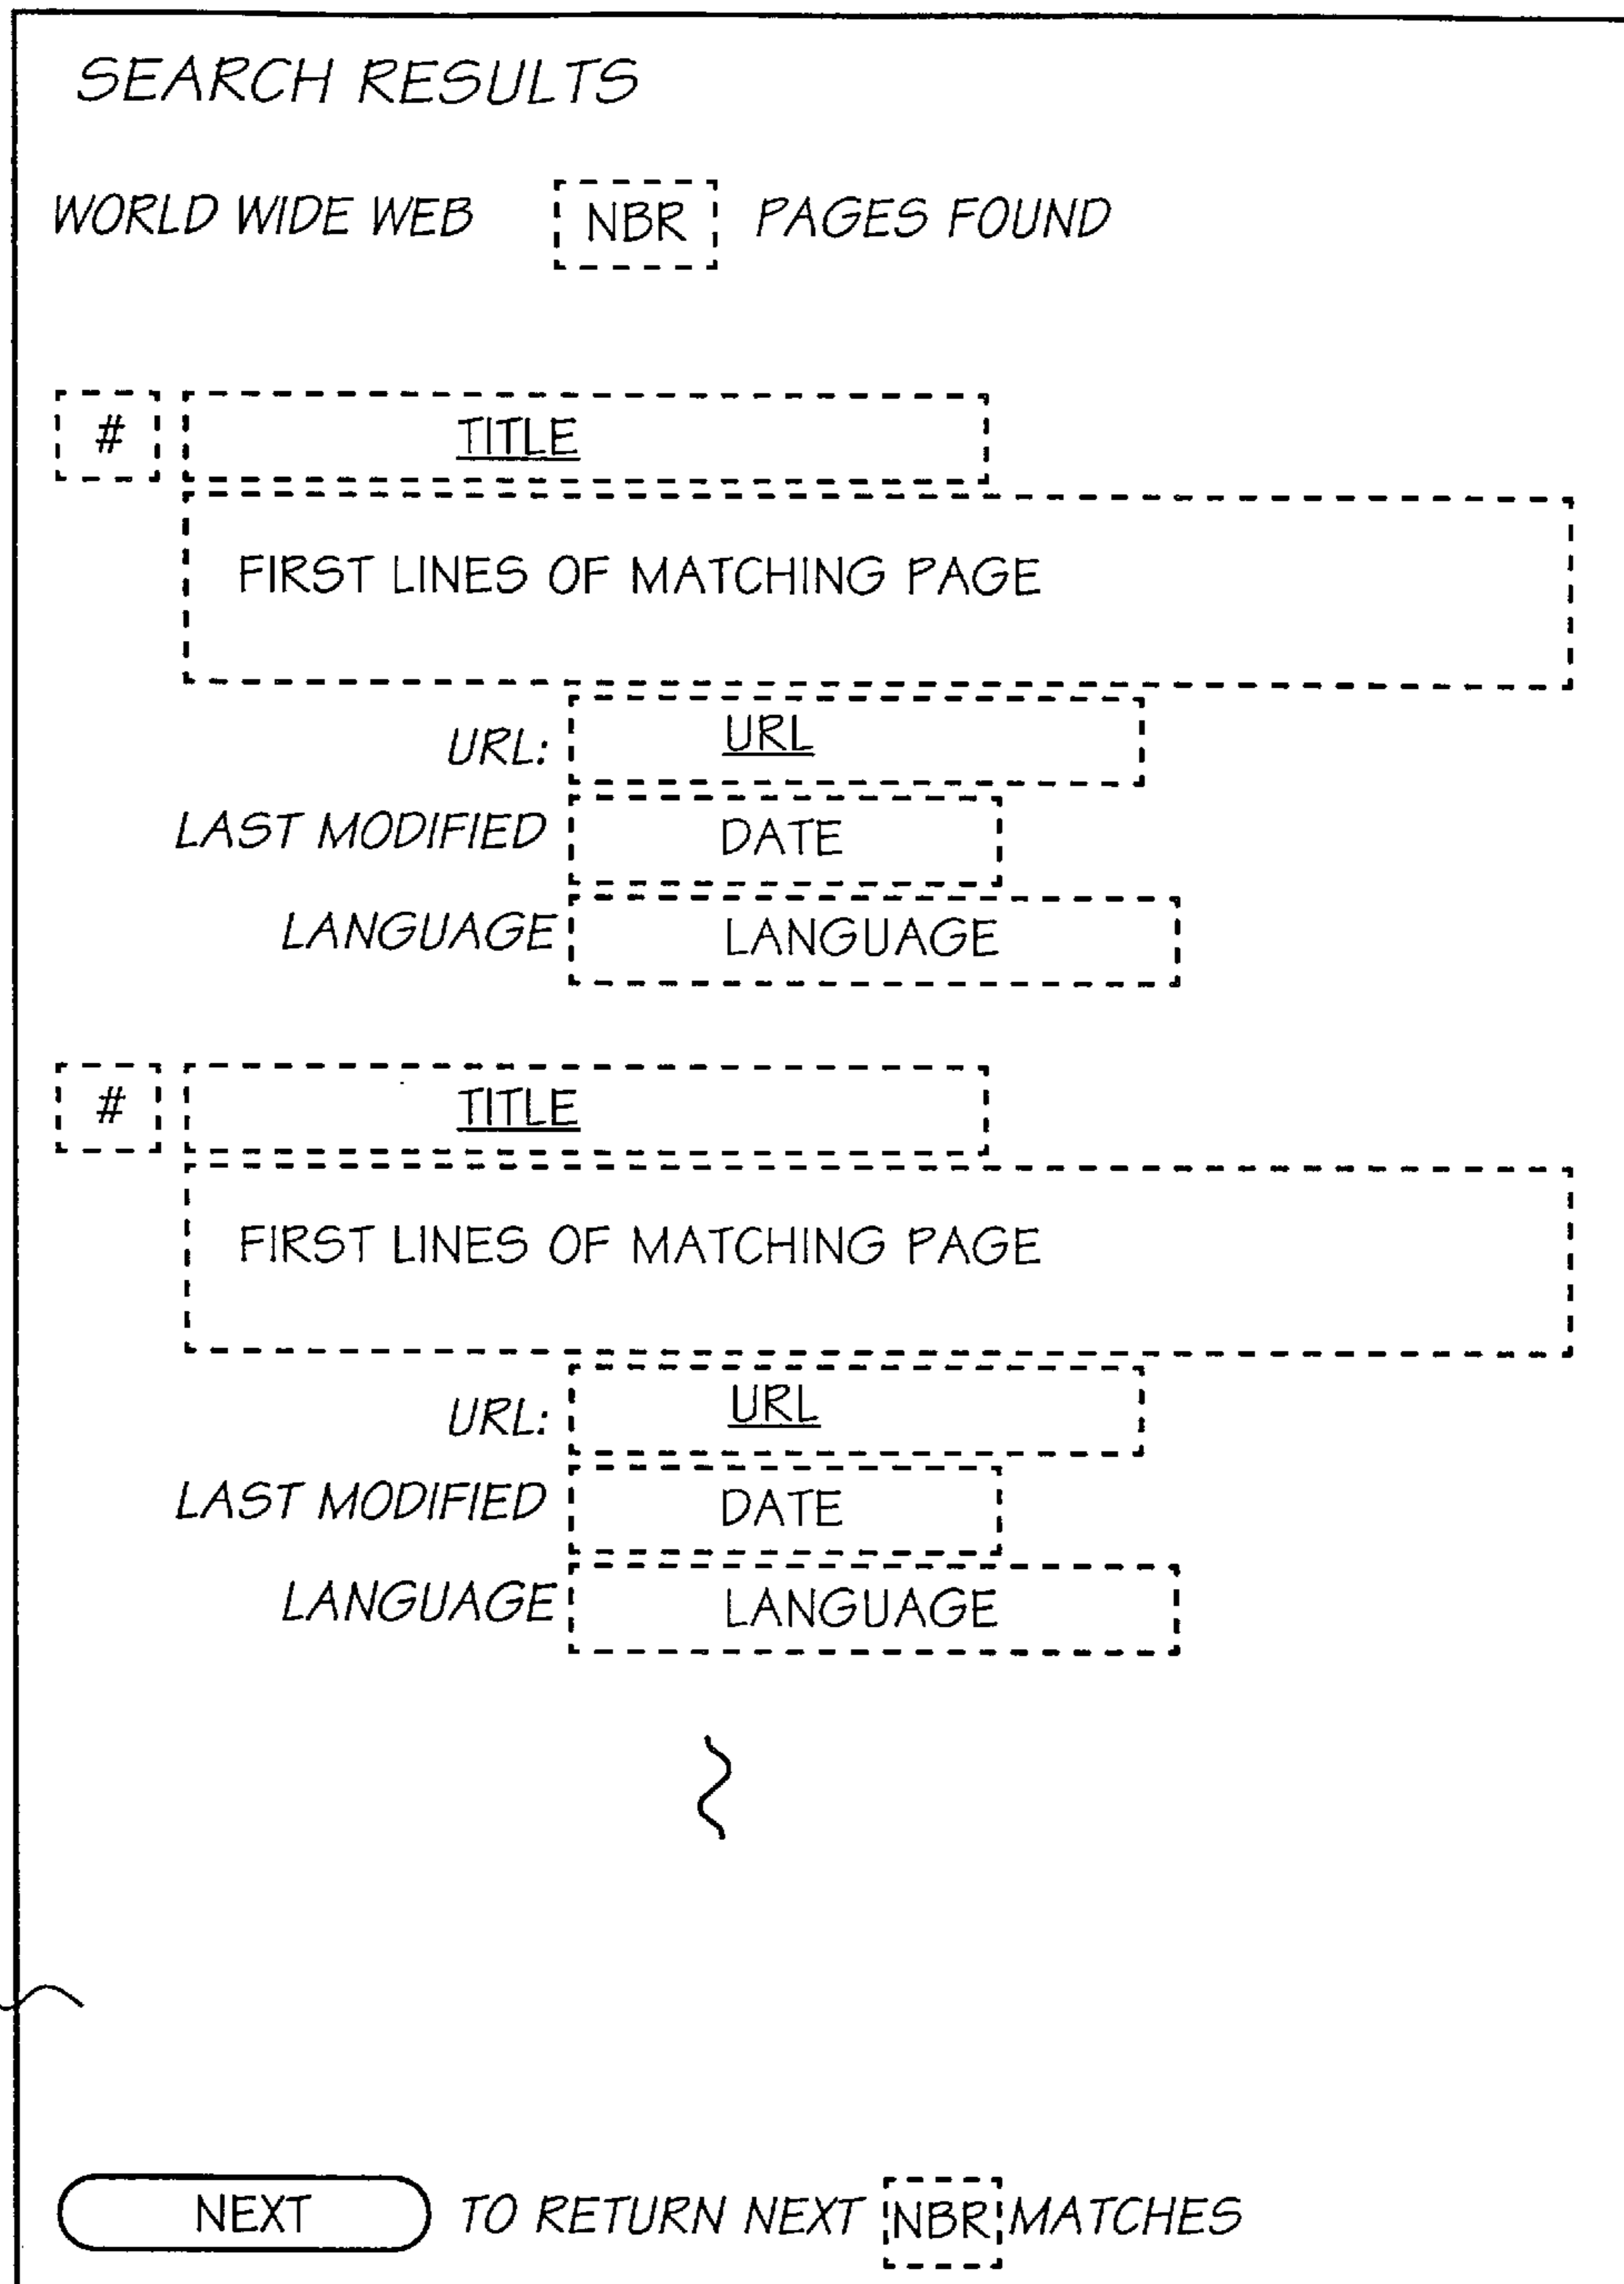 SEARCH RESULTS
WORLD WIDE WEB NBR PAGES FOUND
# TITLE
FIRST LINES OF MATCHING PAGE
URL: URL
LAST MODIFIED DATE
LANGUAGE LANGUAGE
# TITLE
FIRST LINES OF MATCHING PAGE
URL: URL
LAST MODIFIED DATE
LANGUAGE LANGUAGE
NEXT TO RETURN NEXT NBR MATCHES